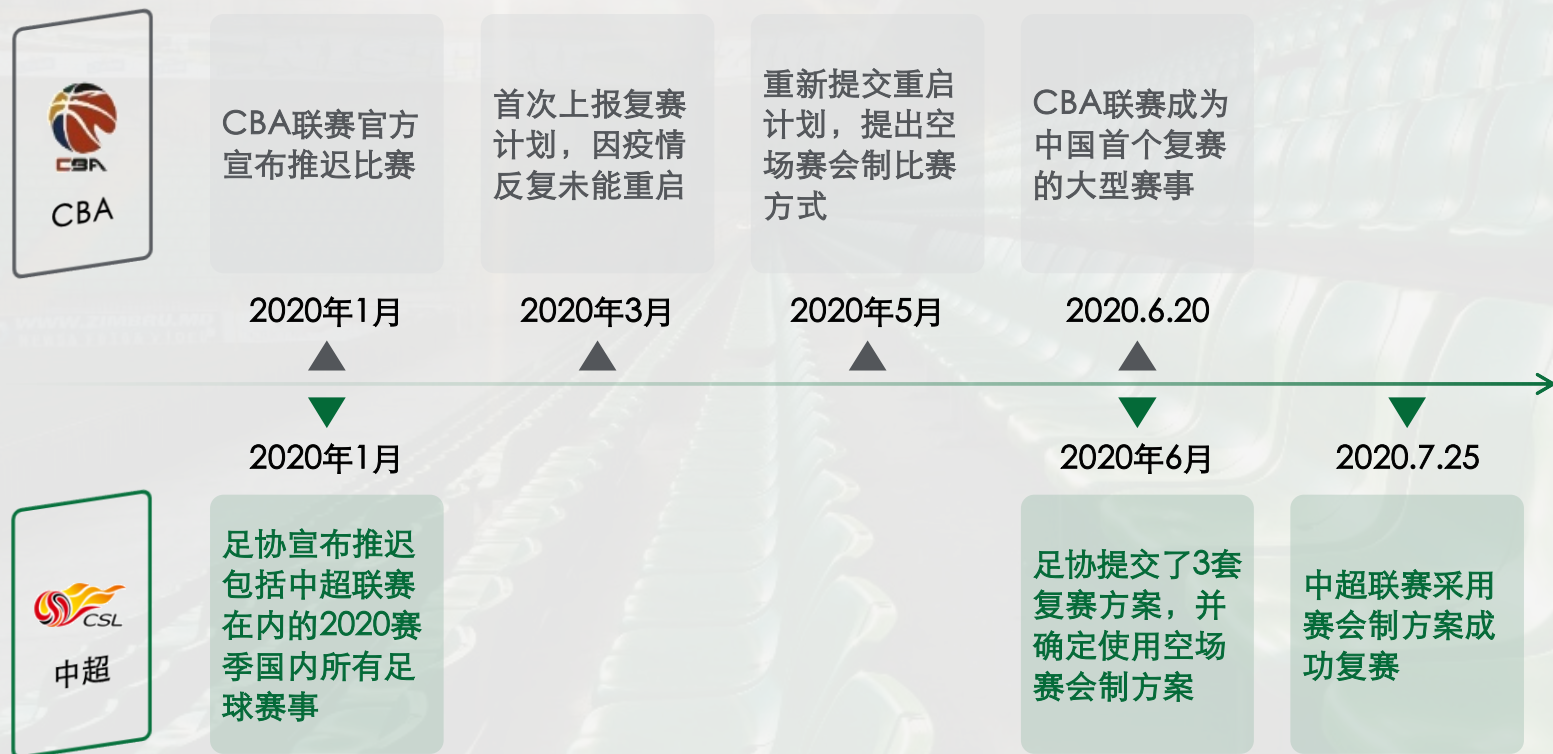 CBA联赛官方
宣布推迟比赛
首次上报复赛
计划，因疫情
反复未能重启
重新提交重启
计划，提出空
场赛会制比赛
方式
CBA联赛成为
中国首个复赛
的大型赛事
CBA
CBA
2020年1月
2020年3月
2020年5月
2020.6.20
2020年1月
2020年6月
2020.7.25
足协宣布推迟
包括中超联赛
在内的2020赛
季国内所有足
球赛事
足协提交了3套
复赛方案，并
确定使用空场
赛会制方案
中超联赛采用
赛会制方案成
功复赛
CSL
中超